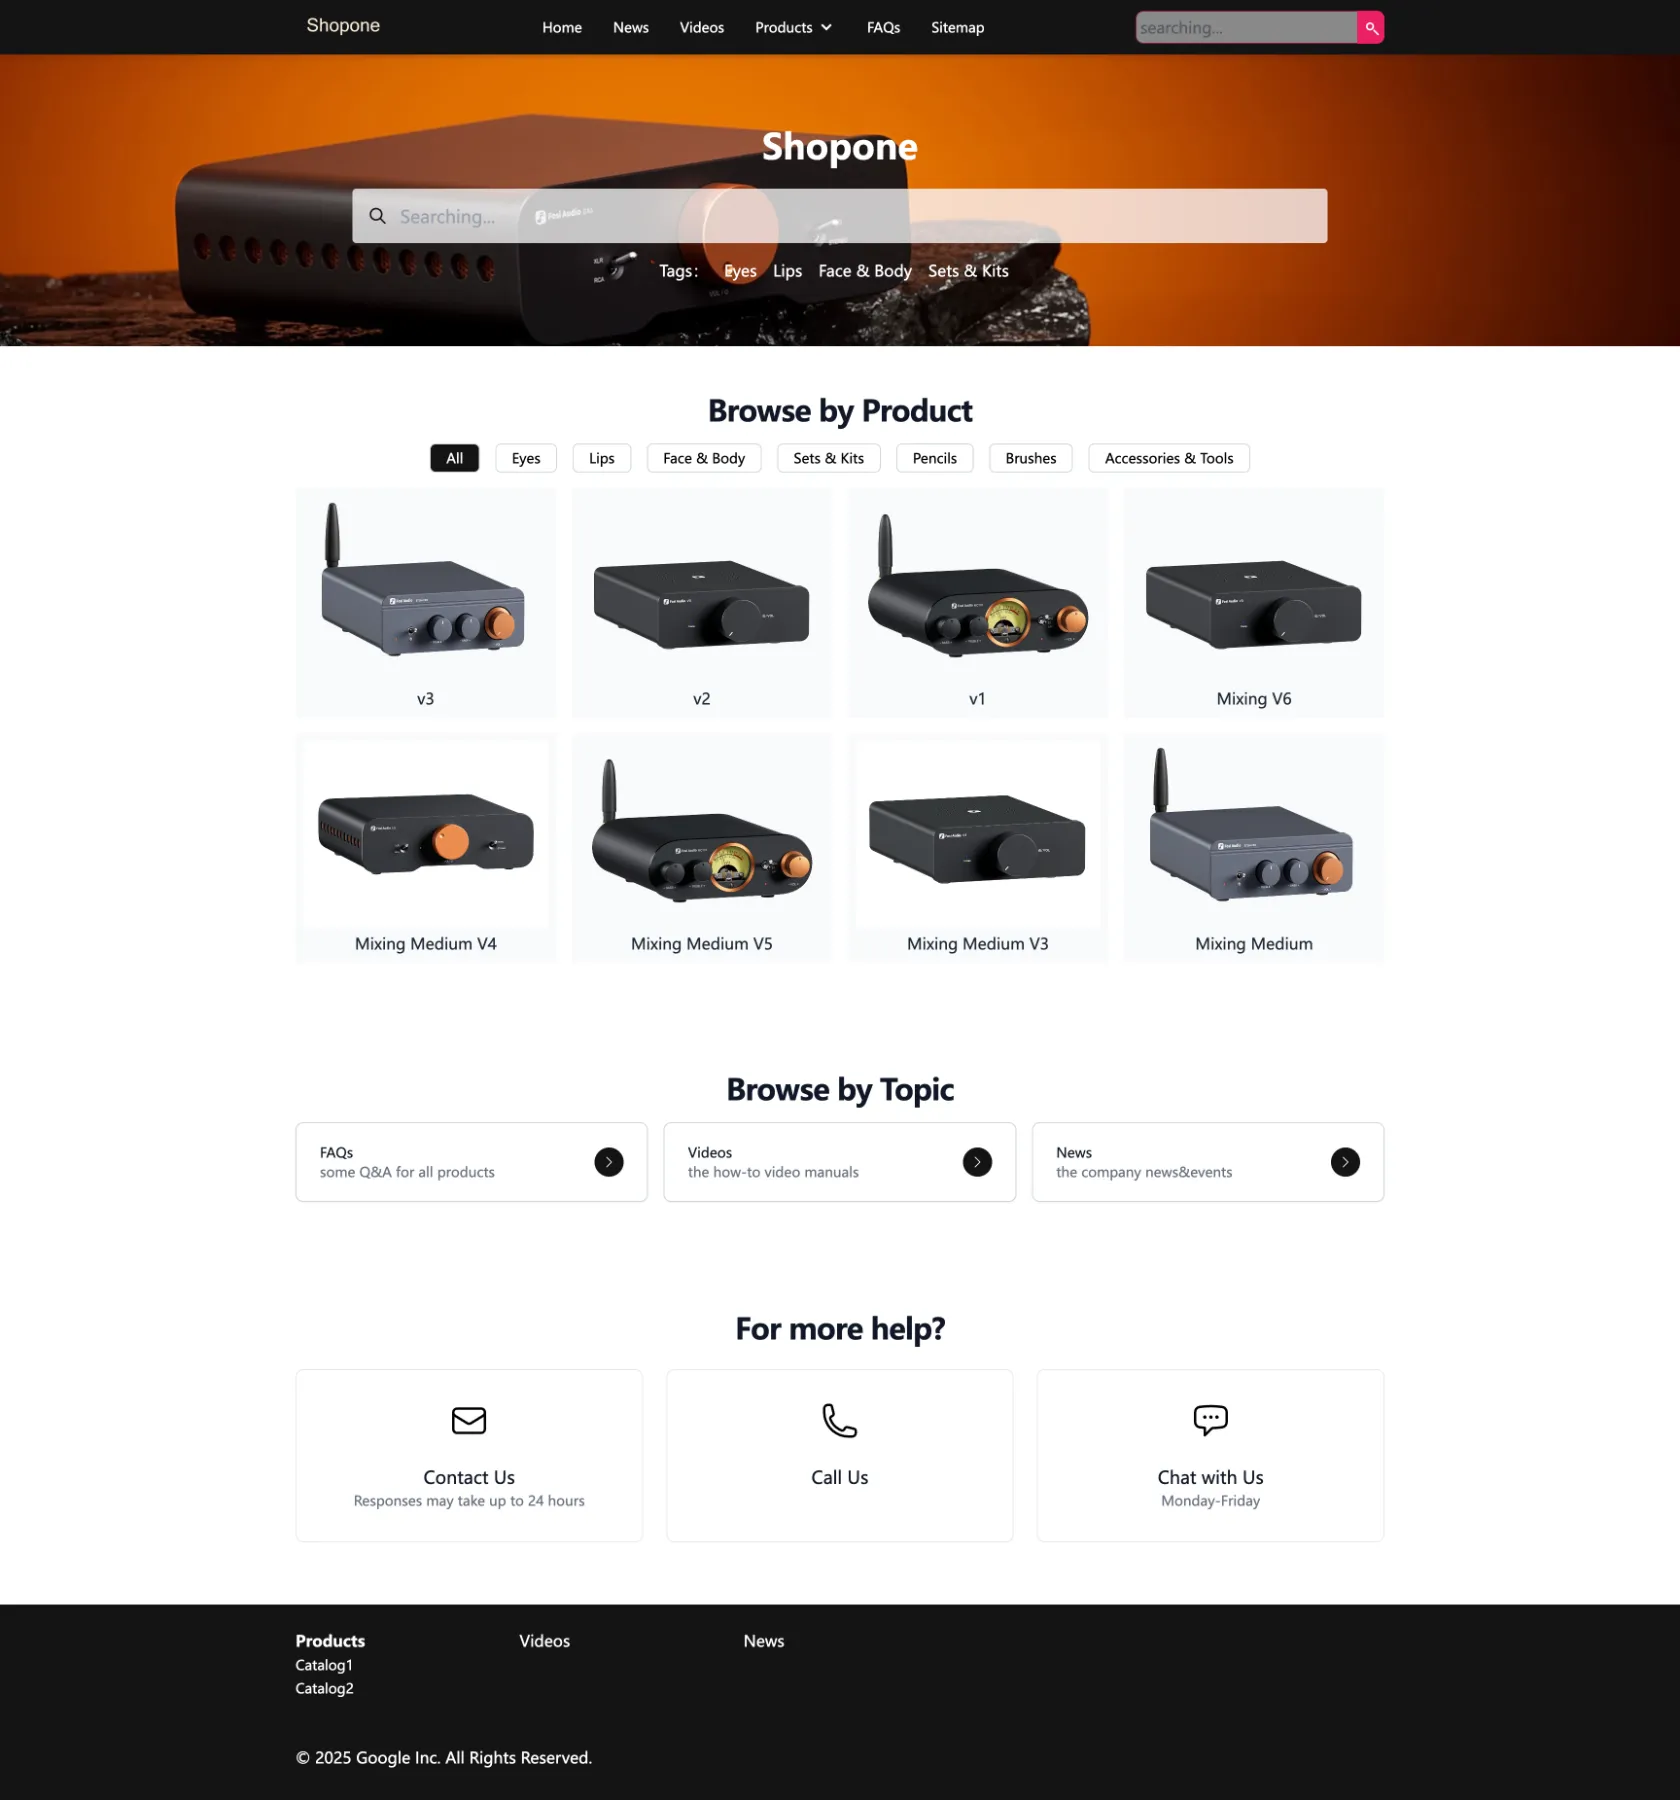 Shopone
Home News Videos Products FAQs Sitemap
searching...
Shopone
Searching...
Fosi Audio
XLR
RCA
Tags: Eyes Lips Face & Body Sets & Kits
Browse by Product
All Eyes Lips Face & Body Sets & Kits Pencils Brushes Accessories & Tools
v3 v2 v1 Mixing V6
Mixing Medium V4 Mixing Medium V5 Mixing Medium V3 Mixing Medium
Browse by Topic
FAQs
some Q&A for all products
Videos
the how-to video manuals
News
the company news&events
For more help?
Contact Us
Responses may take up to 24 hours
Call Us
Chat with Us
Monday-Friday
Products Videos News
Catalog1
Catalog2
© 2025 Google Inc. All Rights Reserved.